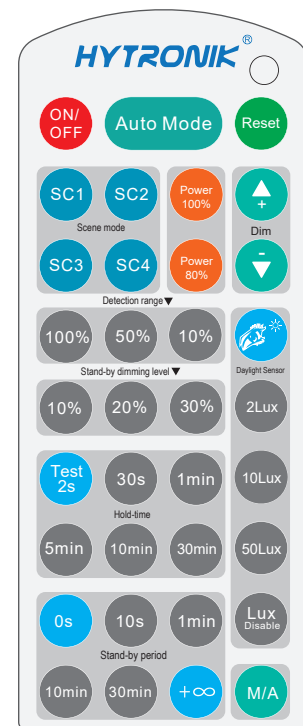 HYTRONIK®
ON/
OFF
Auto Mode
Reset
SC1 SC2
Power
100%
+
Scene mode
Dim
SC3 SC4
Power
80%
-
Detection range▼
100% 50% 10%
Stand-by dimming level ▼
Daylight Sensor
10% 20% 30%
2Lux
Test
2s
30s 1min
10Lux
Hold-time
5min 10min 30min
50Lux
0s 10s 1min
Lux
Disable
Stand-by period
10min 30min +∞
M/A